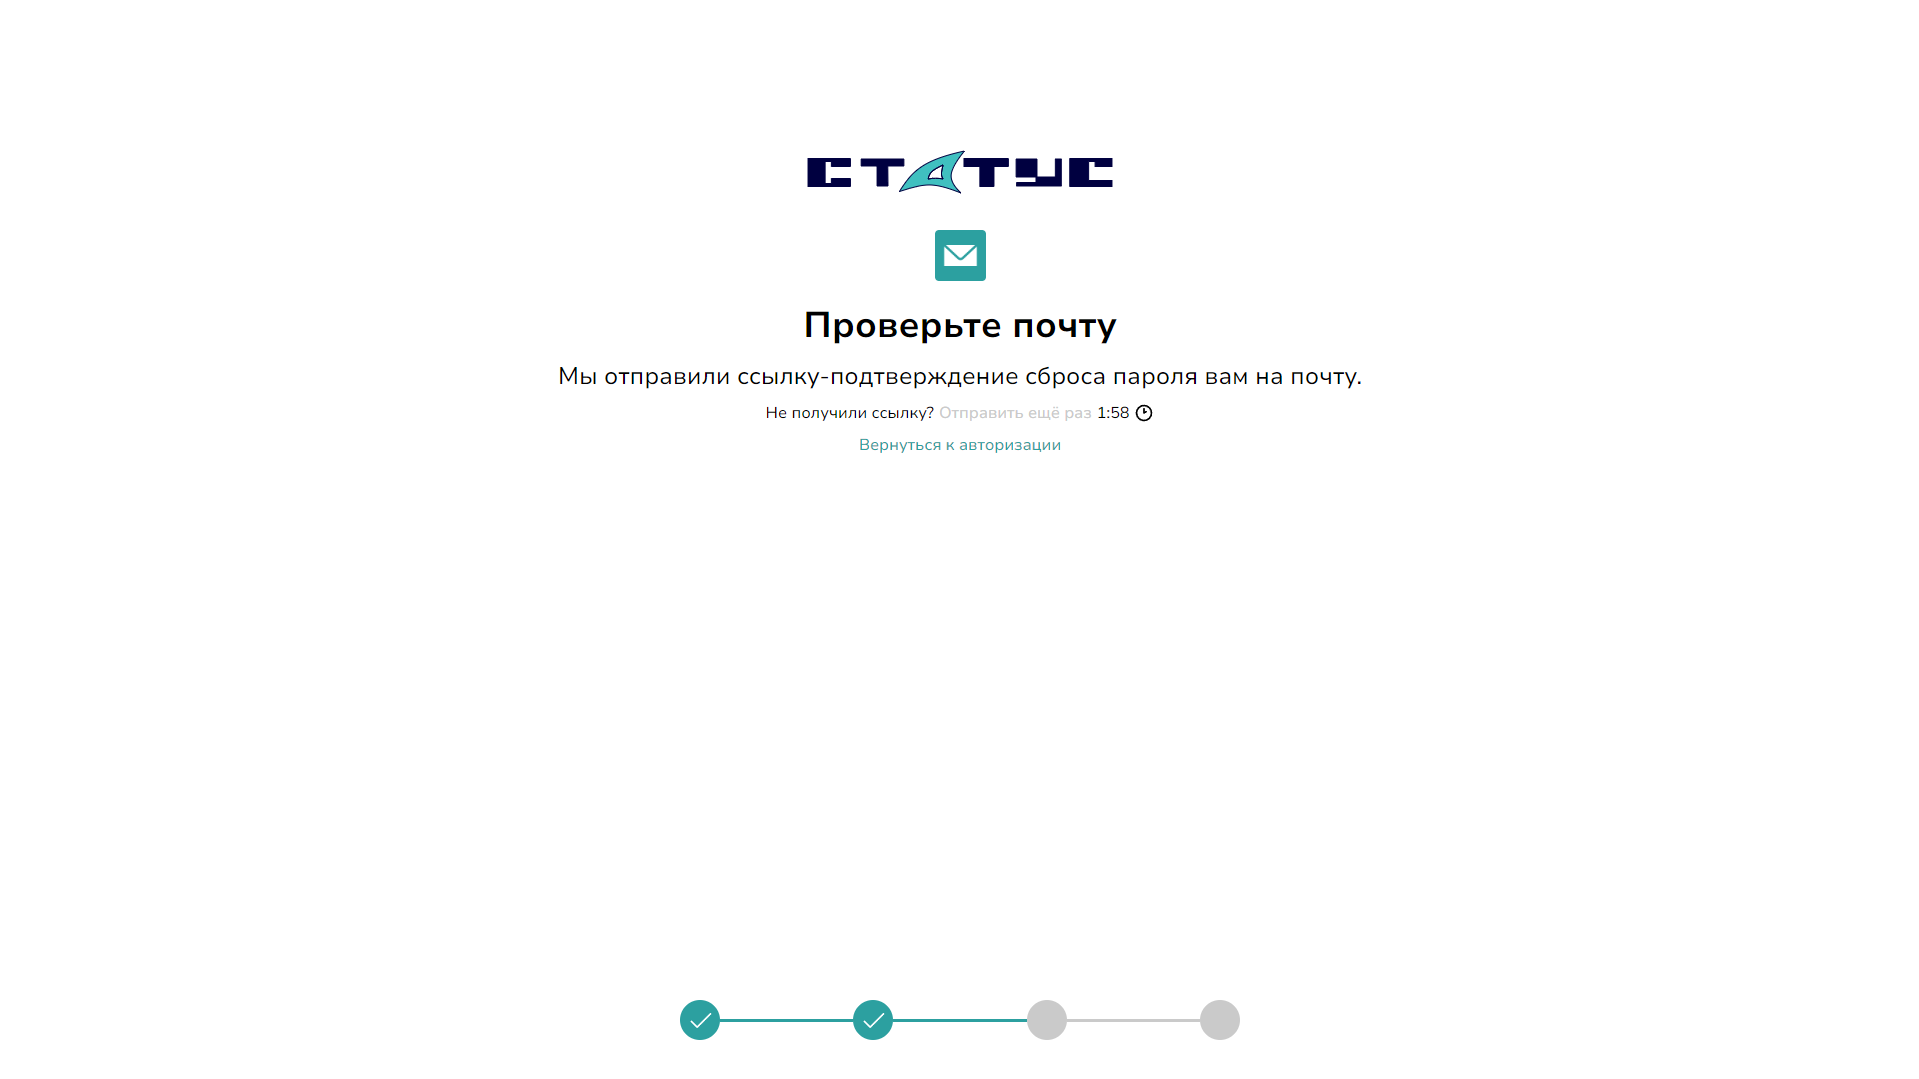 СТАТУС
Проверьте почту
Мы отправили ссылку-подтверждение сброса пароля вам на почту.
Не получили ссылку? Отправить ещё раз 1:58
Вернуться к авторизации